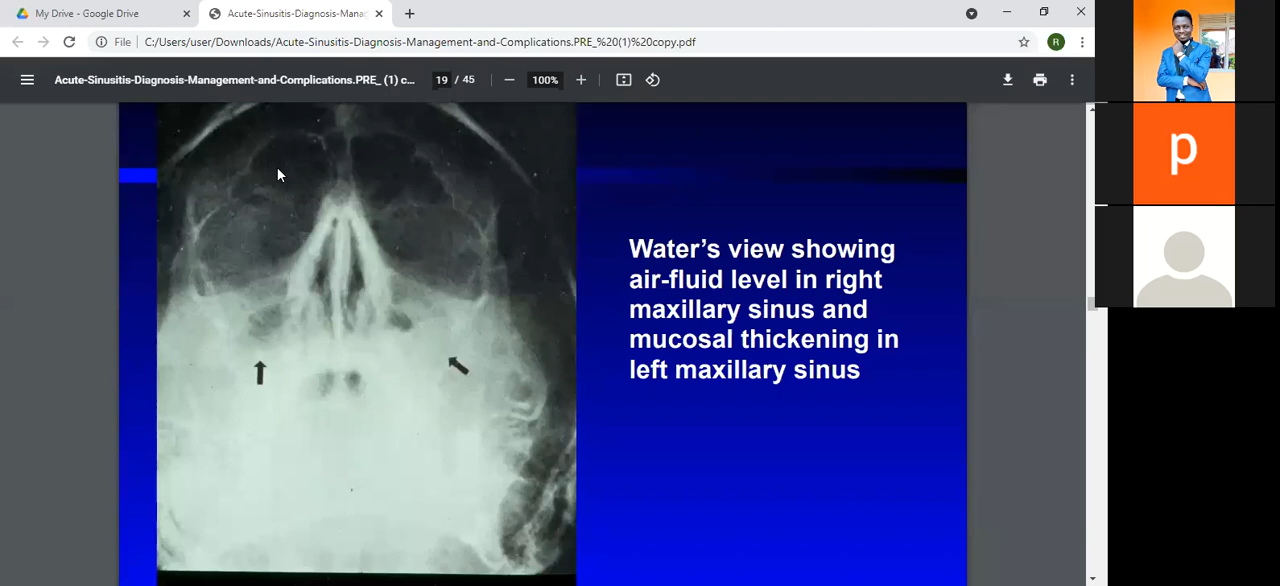 My Drive - Google Drive
Acute-Sinusitis-Diagnosis-Manag
File
C:/Users/user/Downloads/Acute-Sinusitis-Diagnosis-Management-and-Complications.PRE_%20(1)%20copy.pdf
R
Acute-Sinusitis-Diagnosis-Management-and-Complications.PRE_ (1) c...
19 / 45
100%
p
Water's view showing
air-fluid level in right
maxillary sinus and
mucosal thickening in
left maxillary sinus